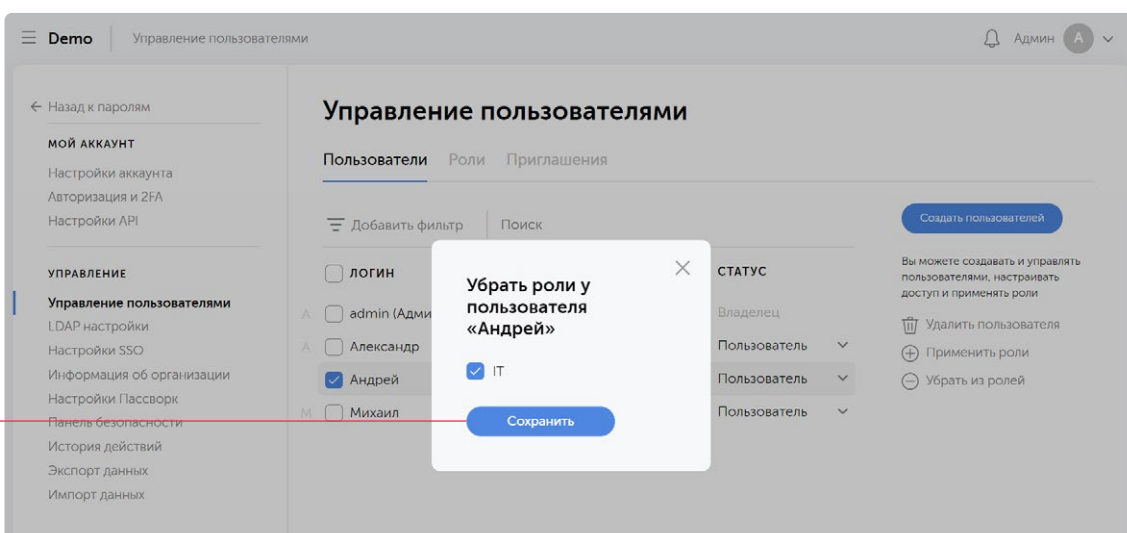 Demo
Управление пользователями
Админ
A
Назад к паролям
МОЙ АККАУНТ
Настройки аккаунта
Авторизация и 2FA
Настройки API
УПРАВЛЕНИЕ
Управление пользователями
LDAP настройки
Настройки SSO
Информация об организации
Настройки Пассворк
Панель безопасности
История действий
Экспорт данных
Импорт данных
Управление пользователями
Пользователи Роли Приглашения
Добавить фильтр Поиск
ЛОГИН СТАТУС
А admin (Адми Владелец
А Александр Пользователь
Андрей Пользователь
М Михаил Пользователь
Убрать роли у
пользователя
«Андрей»
IT
Сохранить
Создать пользователей
Вы можете создавать и управлять
пользователями, настраивать
доступ и применять роли
Удалить пользователя
Применить роли
Убрать из ролей